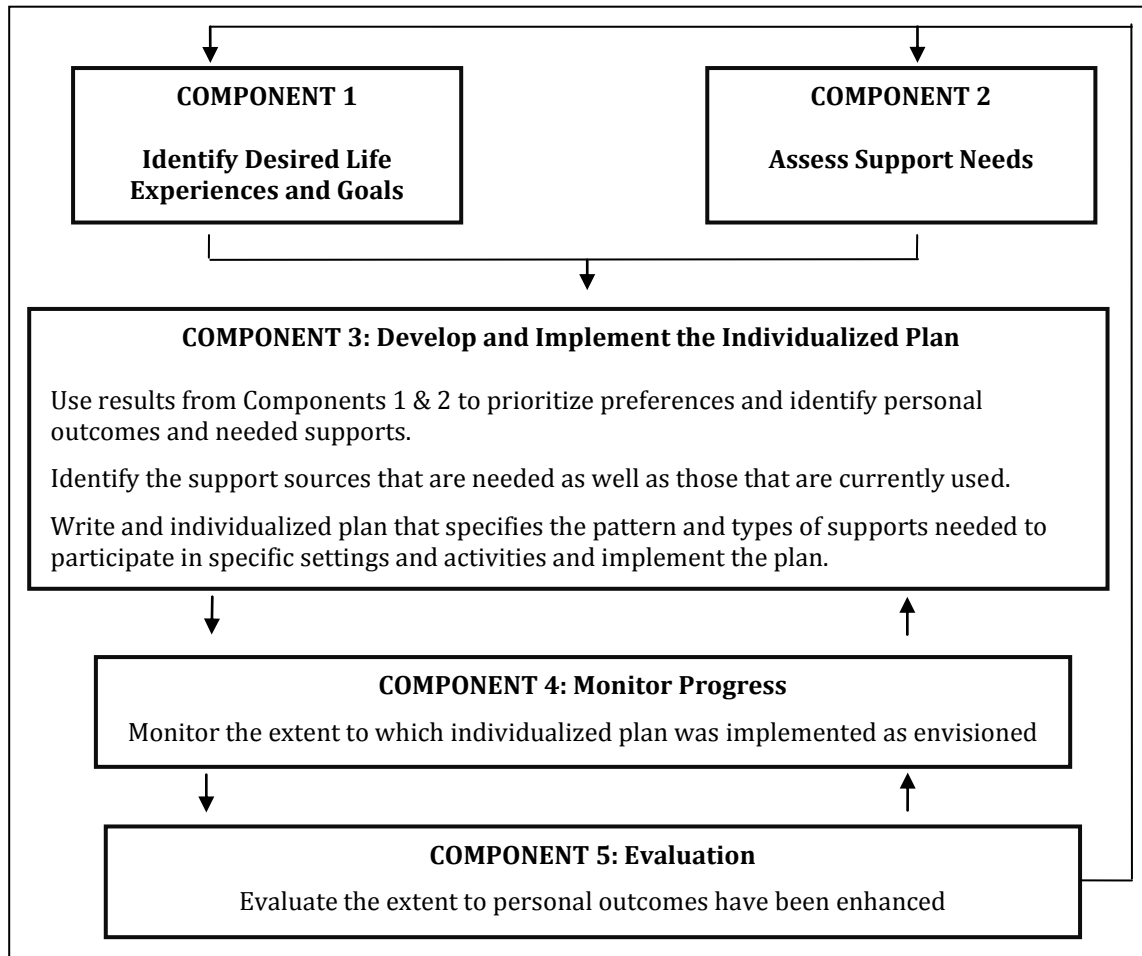 COMPONENT 1
Identify Desired Life
Experiences and Goals
COMPONENT 2
Assess Support Needs
COMPONENT 3: Develop and Implement the Individualized Plan
Use results from Components 1 & 2 to prioritize preferences and identify personal
outcomes and needed supports.
Identify the support sources that are needed as well as those that are currently used.
Write and individualized plan that specifies the pattern and types of supports needed to
participate in specific settings and activities and implement the plan.
COMPONENT 4: Monitor Progress
Monitor the extent to which individualized plan was implemented as envisioned
COMPONENT 5: Evaluation
Evaluate the extent to personal outcomes have been enhanced